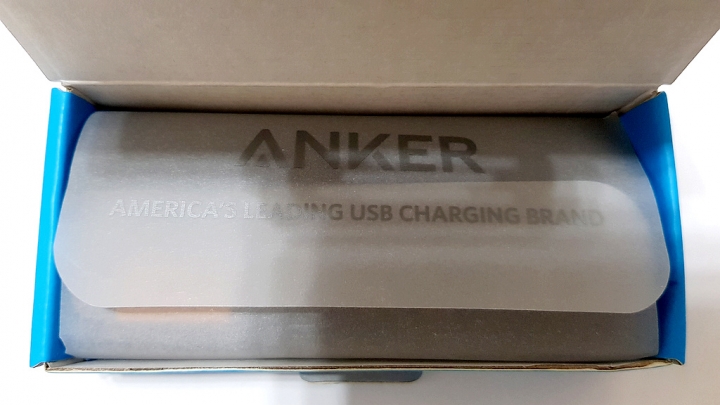 ANKER
AMERICA'S LEADING USB CHARGING BRAND